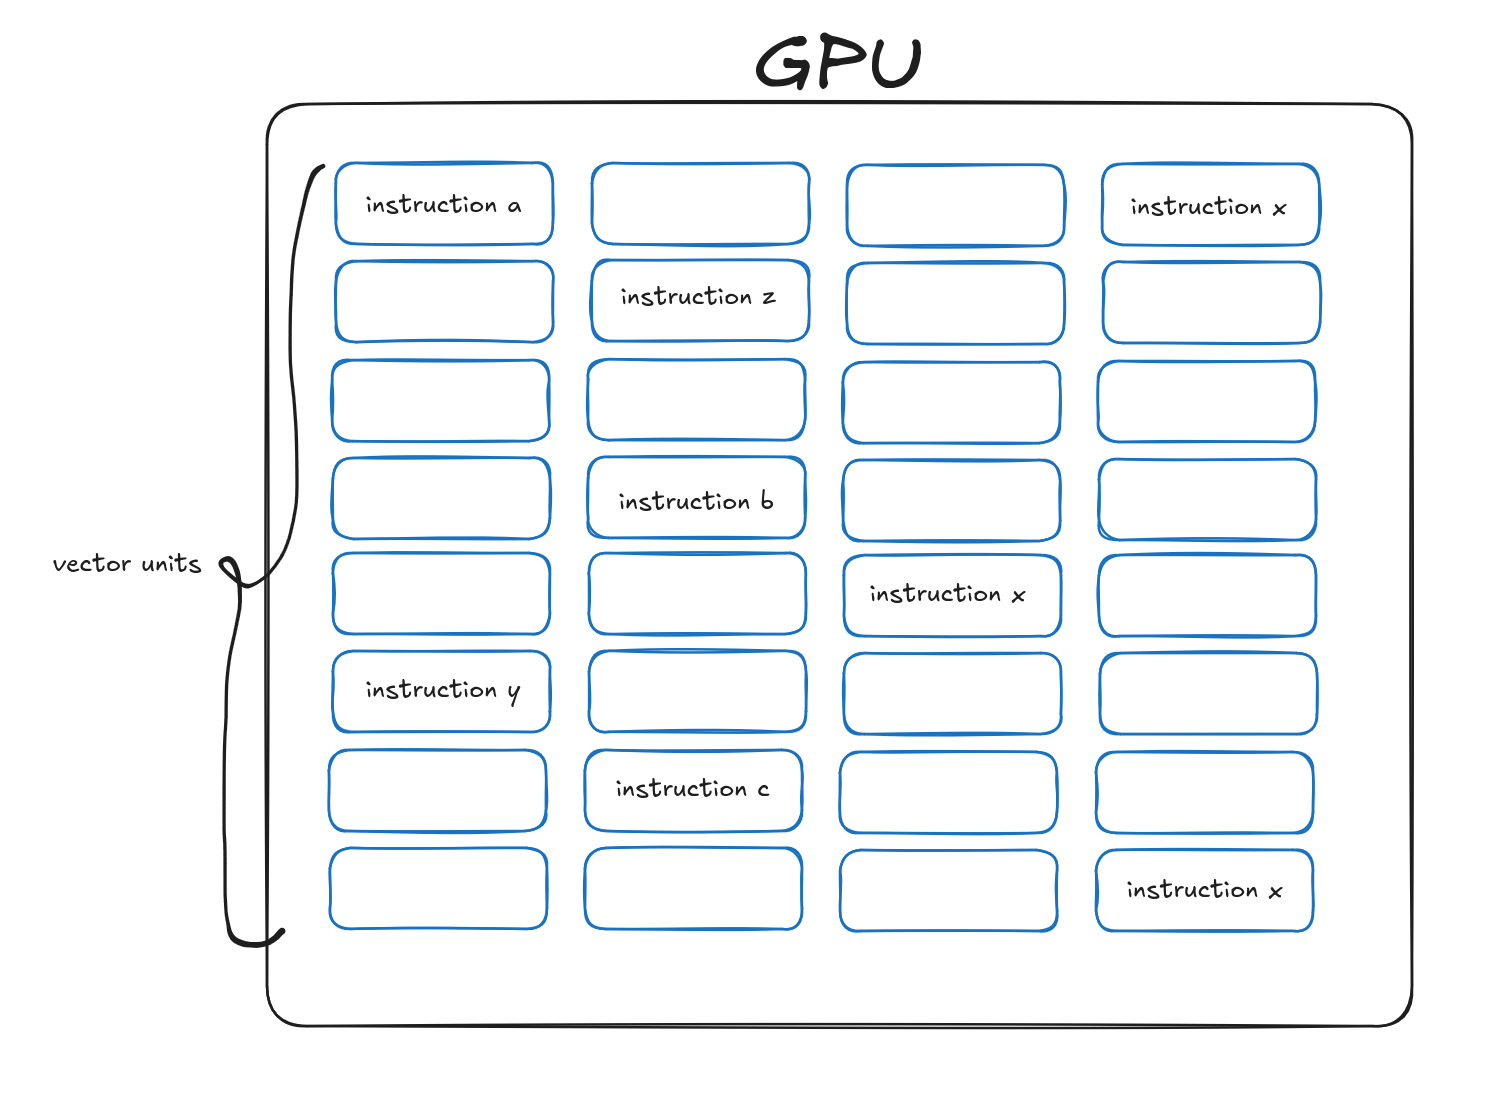 GPU
instruction a
instruction x
instruction z
instruction b
vector units
instruction x
instruction y
instruction c
instruction x